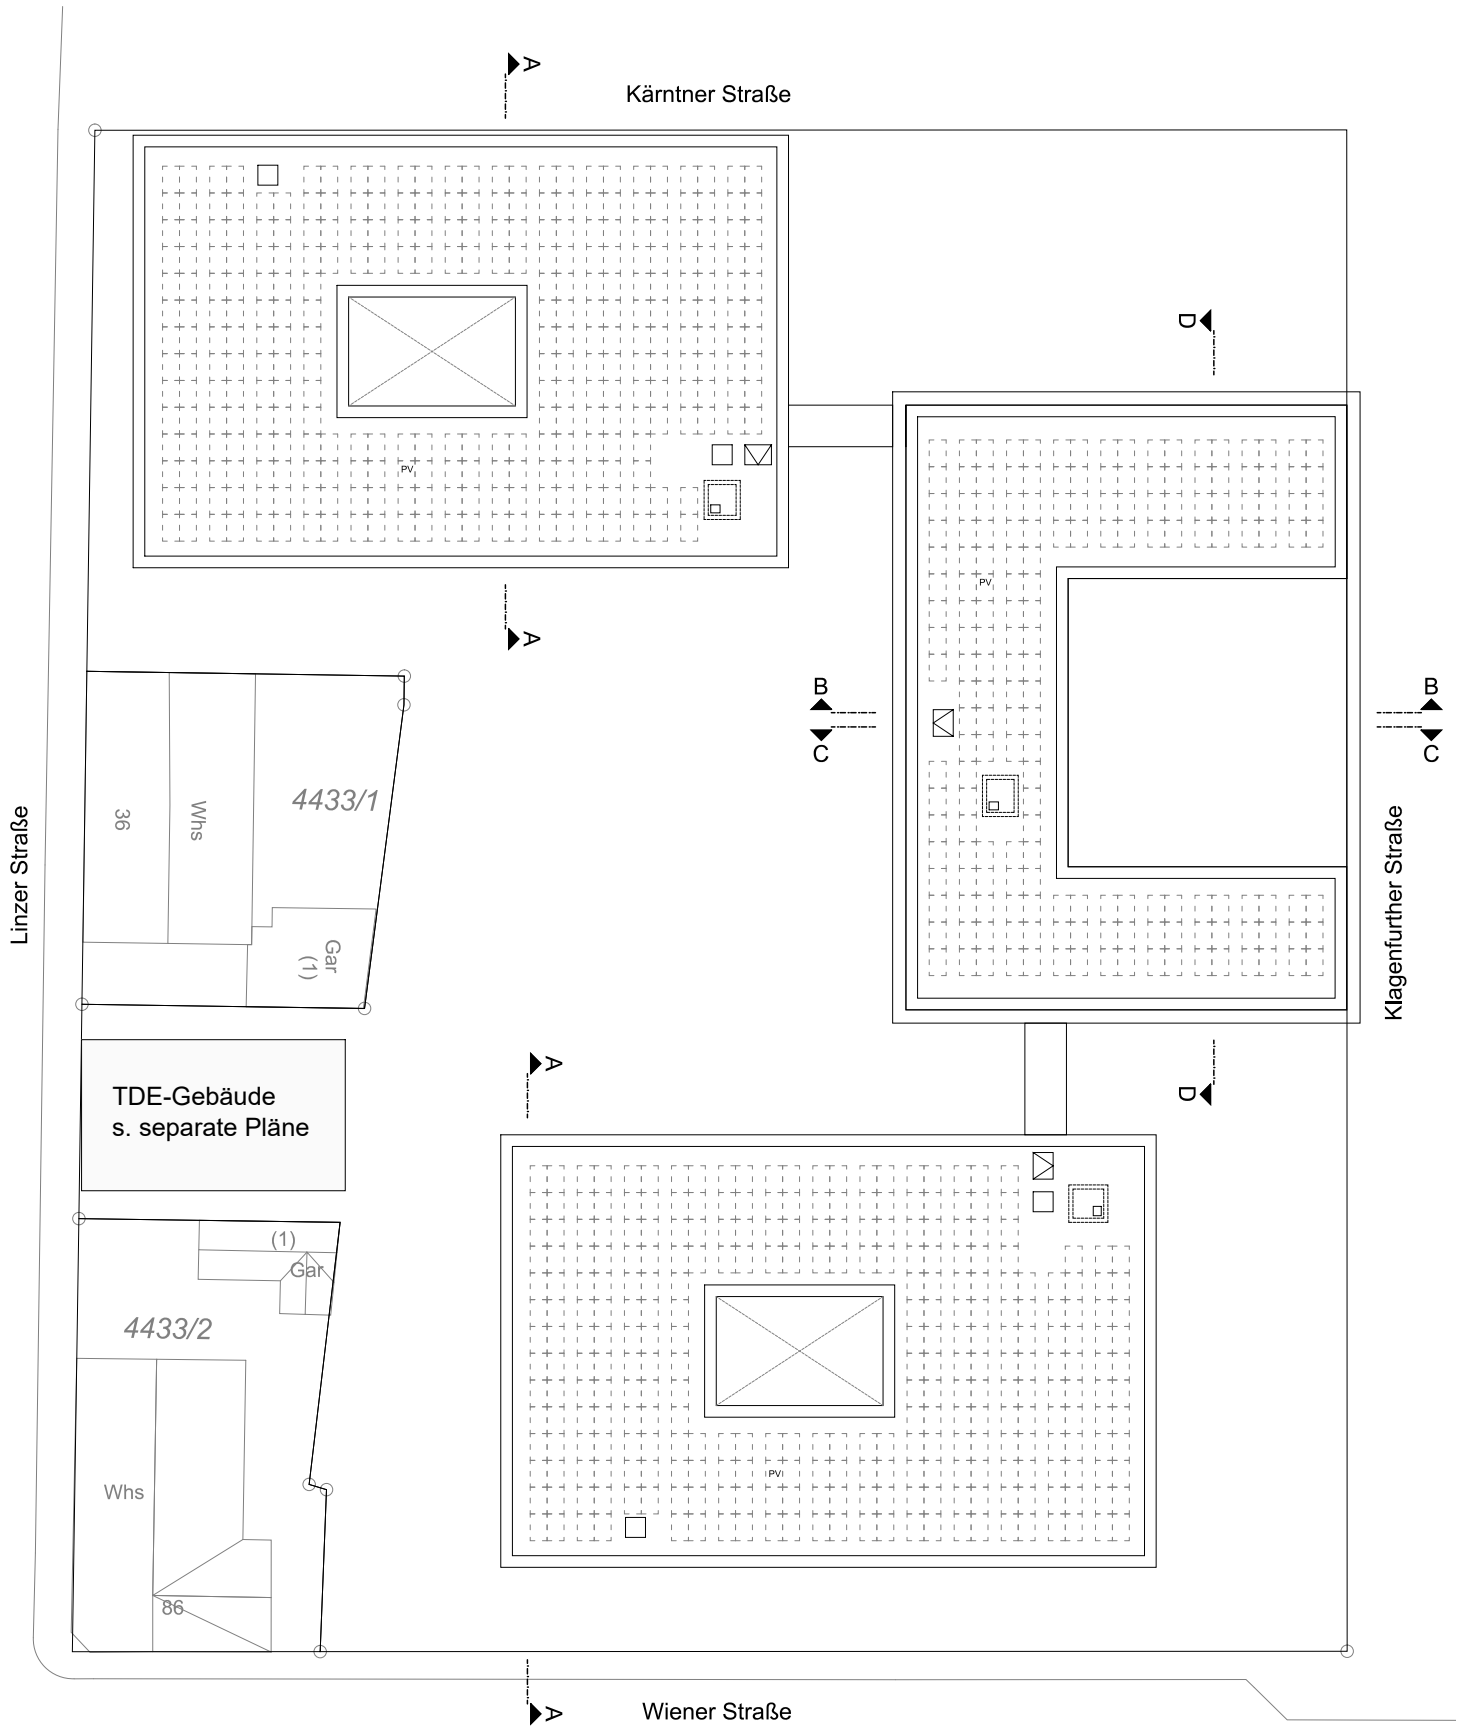 A
Kärntner Straße
D
PV
A
PV
B
B
C
C
4433/1
36
Whs
Linzer Straße
Klagenfurther Straße
Gar
(1)
A
D
TDE-Gebäude
s. separate Pläne
(1)
Gar
4433/2
PV
Whs
86
A
Wiener Straße